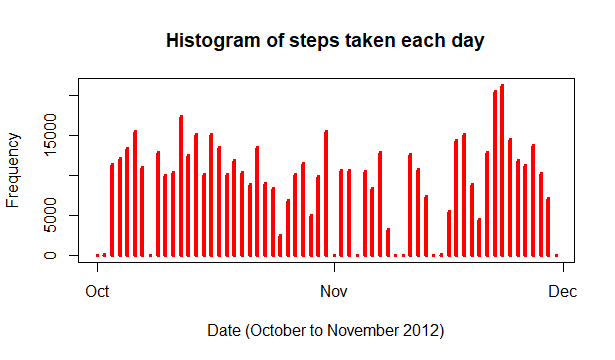 Histogram of steps taken each day
Frequency
15000
5000
0
Oct
Nov
Dec
Date (October to November 2012)